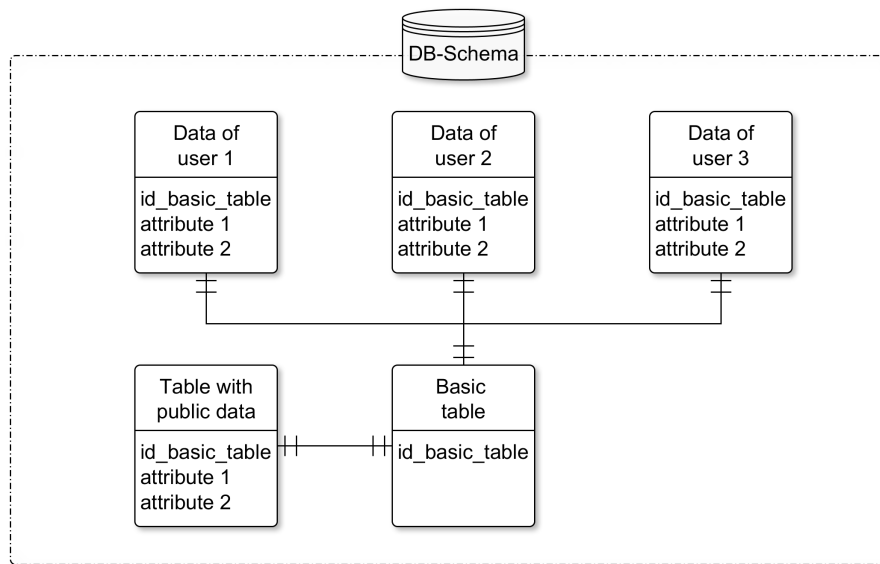 DB-Schema
Data of
user 1
id_basic_table
attribute 1
attribute 2
Data of
user 2
id_basic_table
attribute 1
attribute 2
Data of
user 3
id_basic_table
attribute 1
attribute 2
Table with
public data
id_basic_table
attribute 1
attribute 2
Basic
table
id_basic_table